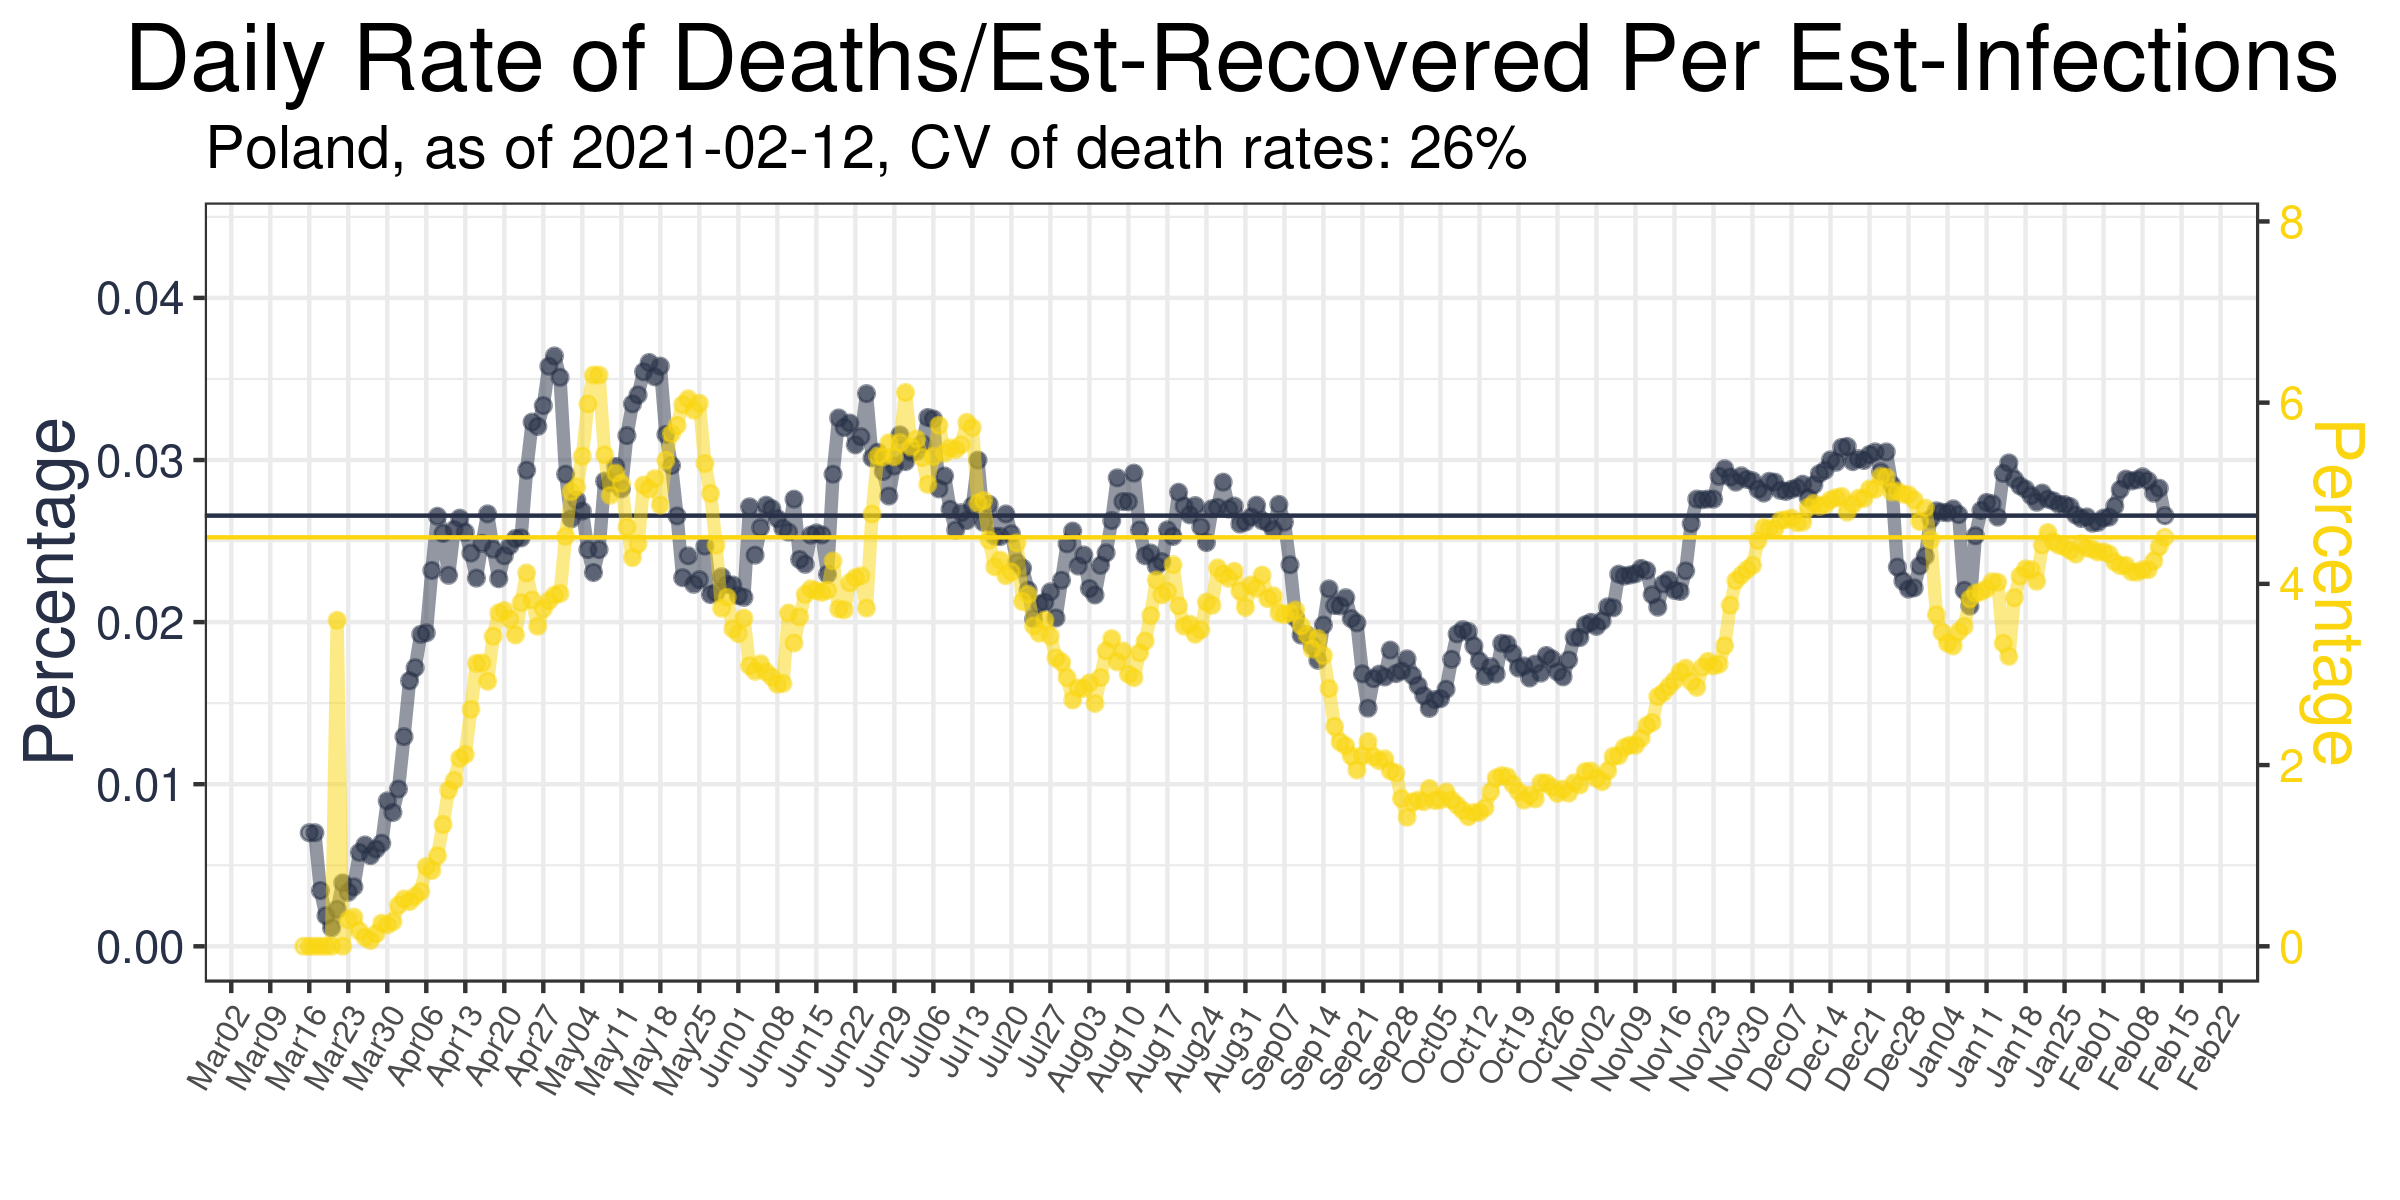 Daily Rate of Deaths/Est-Recovered Per Est-Infections
Poland, as of 2021-02-12, CV of death rates: 26%
Percentage
0.04
0.03
0.02
0.01
0.00
8
6
4
2
0
Percentage
Mar02 Mar09 Mar16 Mar23 Mar30 Apr06 Apr13 Apr20 Apr27 May04 May11 May18 May25 Jun01 Jun08 Jun15 Jun22 Jun29 Jul06 Jul13 Jul20 Jul27 Aug03 Aug10 Aug17 Aug24 Aug31 Sep07 Sep14 Sep21 Sep28 Oct05 Oct12 Oct19 Oct26 Nov02 Nov09 Nov16 Nov23 Nov30 Dec07 Dec14 Dec21 Dec28 Jan04 Jan11 Jan18 Jan25 Feb01 Feb08 Feb15 Feb22